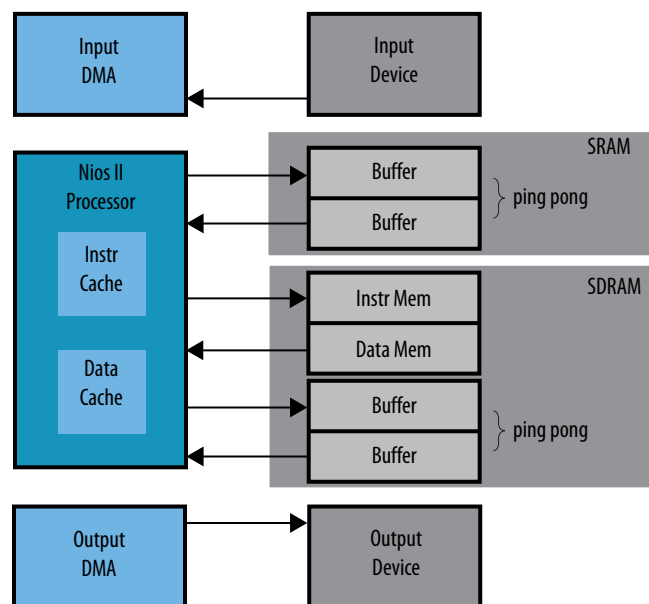 Input
DMA
Input
Device
Nios II
Processor
Instr
Cache
Data
Cache
SRAM
Buffer
Buffer
ping pong
SDRAM
Instr Mem
Data Mem
Buffer
Buffer
ping pong
Output
DMA
Output
Device